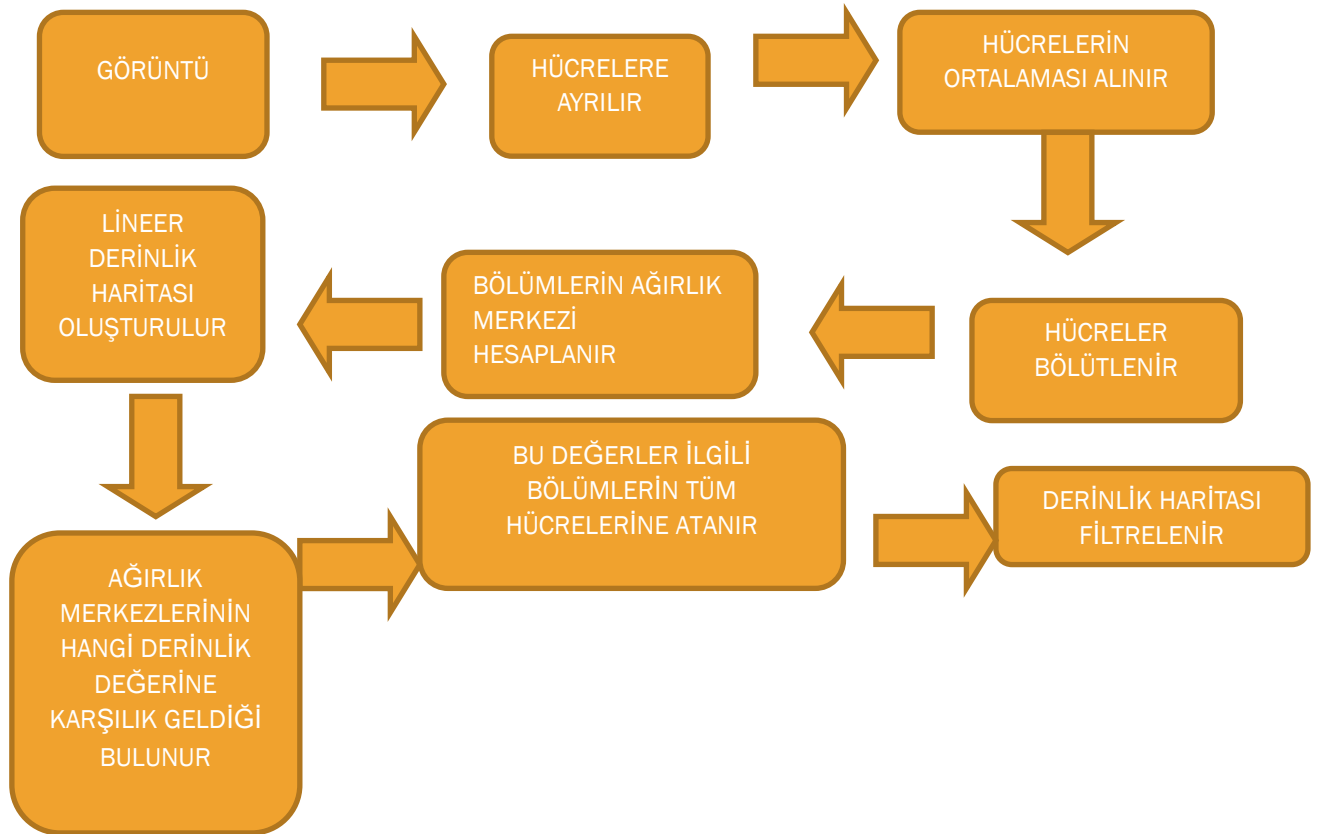 GÖRÜNTÜ
HÜCRELERE
AYRILIR
HÜCRELERİN
ORTALAMASI ALINIR
HÜCRELER
BÖLÜTLENİR
BÖLÜMLERİN AĞIRLIK
MERKEZİ
HESAPLANIR
LİNEER
DERİNLİK
HARİTASI
OLUŞTURULUR
AĞIRLIK
MERKEZLERİNİN
HANGİ DERİNLİK
DEĞERİNE
KARŞILIK GELDİĞİ
BULUNUR
BU DEĞERLER İLGİLİ
BÖLÜMLERİN TÜM
HÜCRELERİNE ATANIR
DERİNLİK HARİTASI
FİLTRELENİR